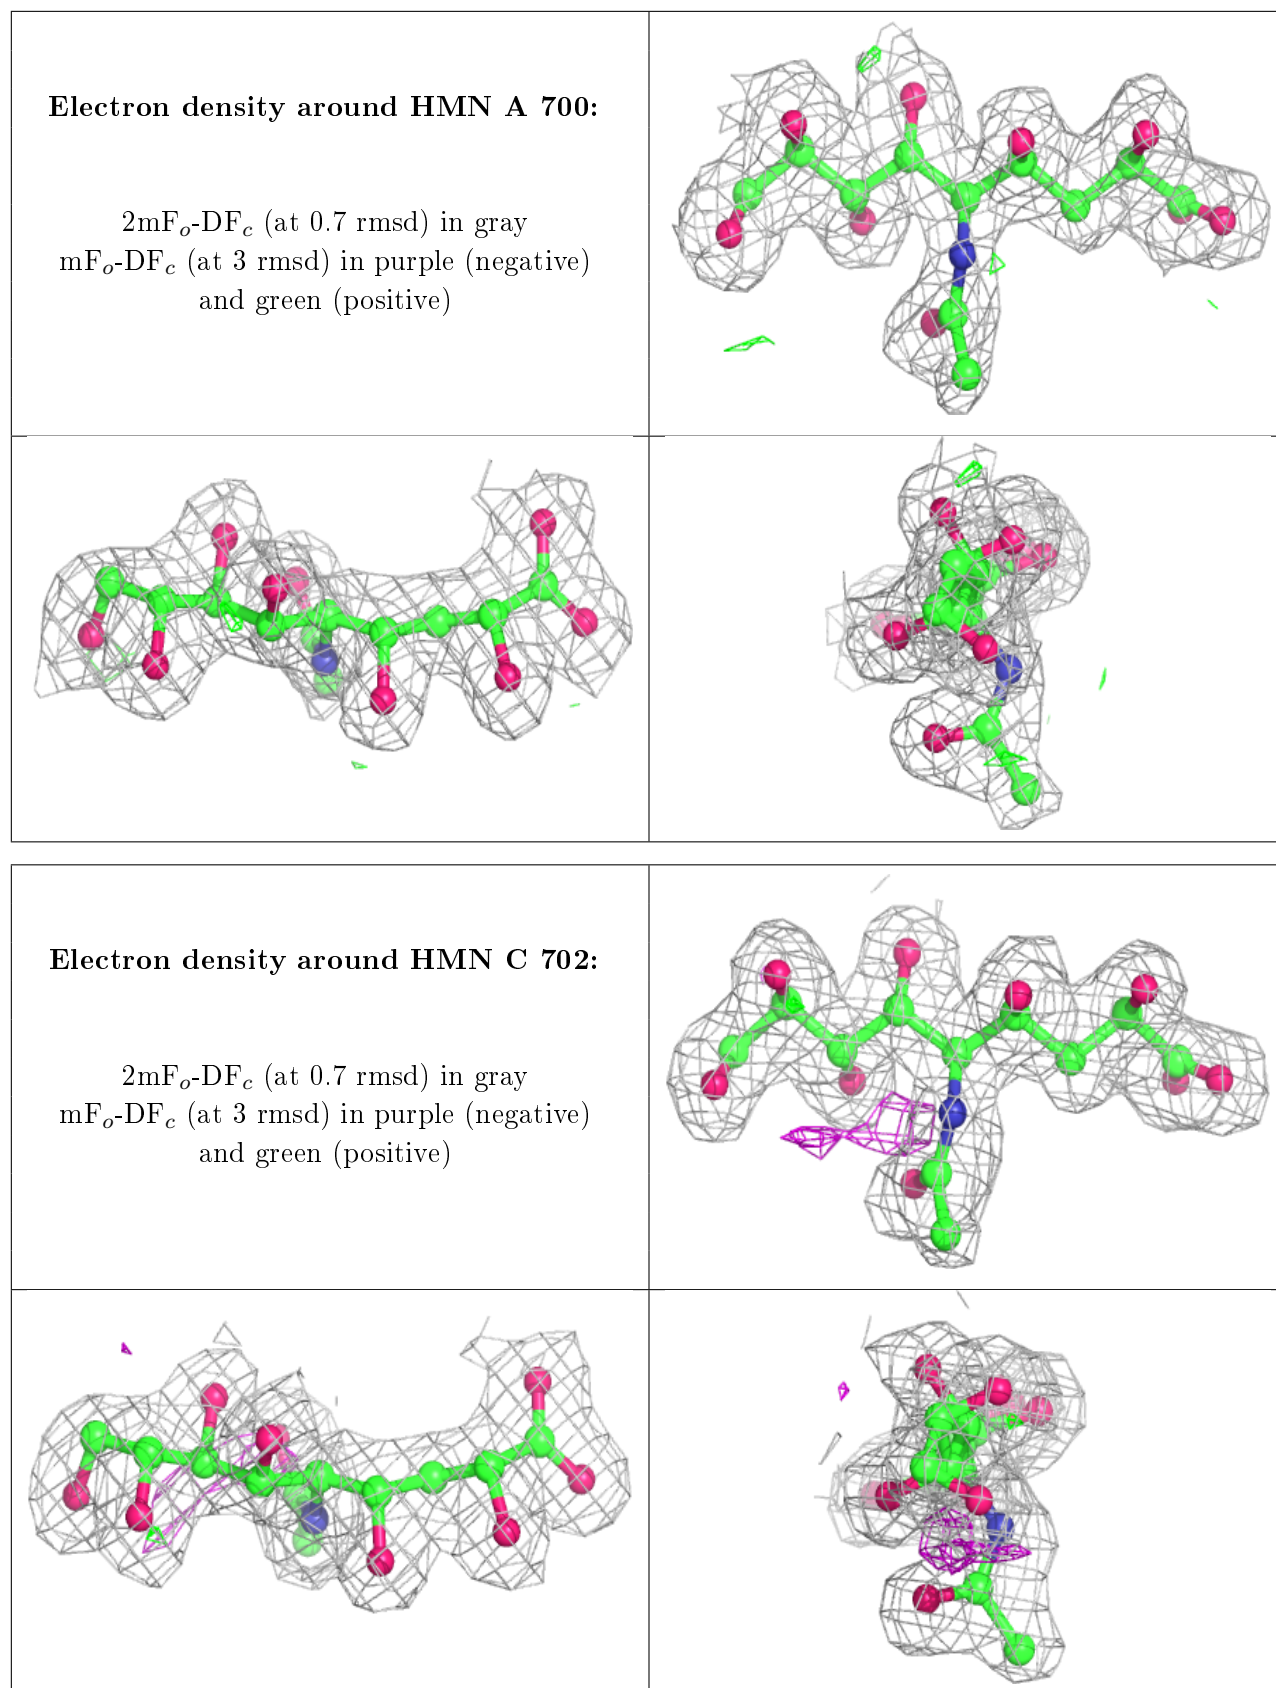 Electron density around HMN A 700:
2mFo-DFc (at 0.7 rmsd) in gray
mFo-DFc (at 3 rmsd) in purple (negative)
and green (positive)
Electron density around HMN C 702:
2mFo-DFc (at 0.7 rmsd) in gray
mFo-DFc (at 3 rmsd) in purple (negative)
and green (positive)